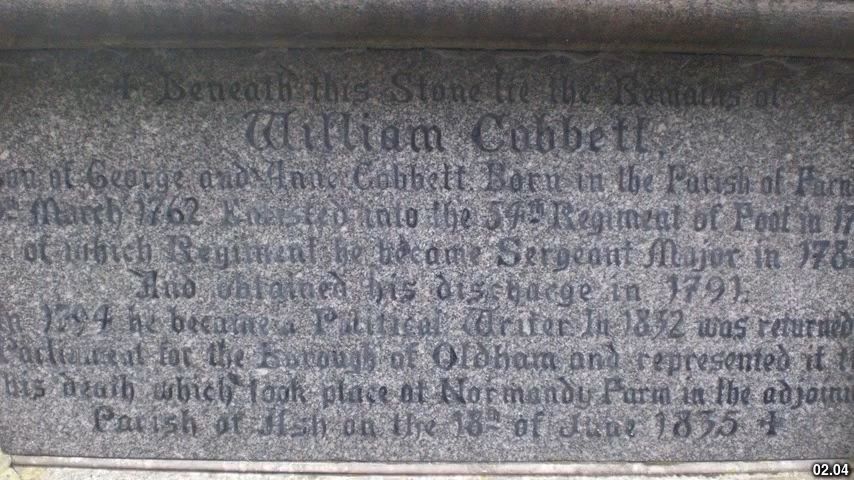 ✝ Beneath this Stone lie the Remains of
William Cobbett,
Son of George and Anne Cobbett. Born in the Parish of Farn
March 1762 Enlisted into the 54th Regiment of Foot in 17
of which Regiment he became Sergeant Major in 178
And obtained his discharge in 1791.
In 1794 he became a Political Writer In 1832 was returned
Parliament for the Borough of Oldham and represented it
his death which took place at Normandy Farm in the adjoini
Parish of Ash on the 18th of June 1835 ✝
02.04